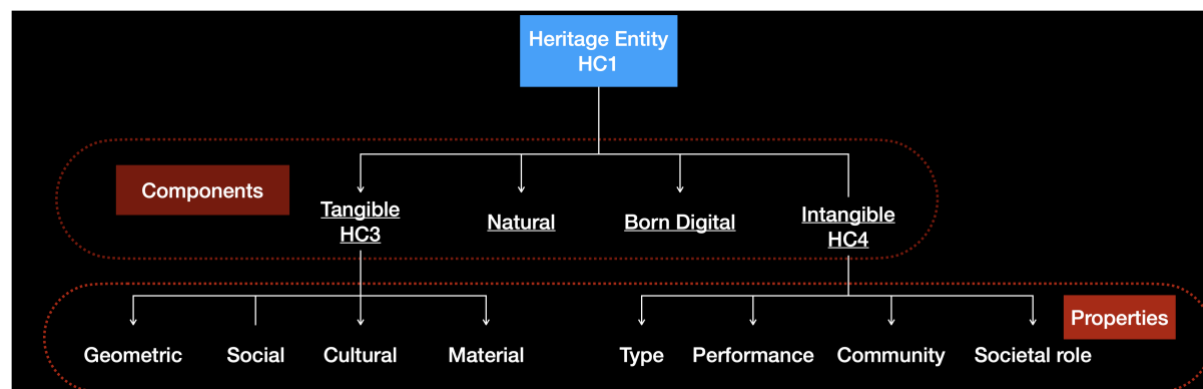 Heritage Entity
HC1
Components
Tangible
HC3
Natural
Born Digital
Intangible
HC4
Properties
Geometric
Social
Cultural
Material
Type
Performance
Community
Societal role